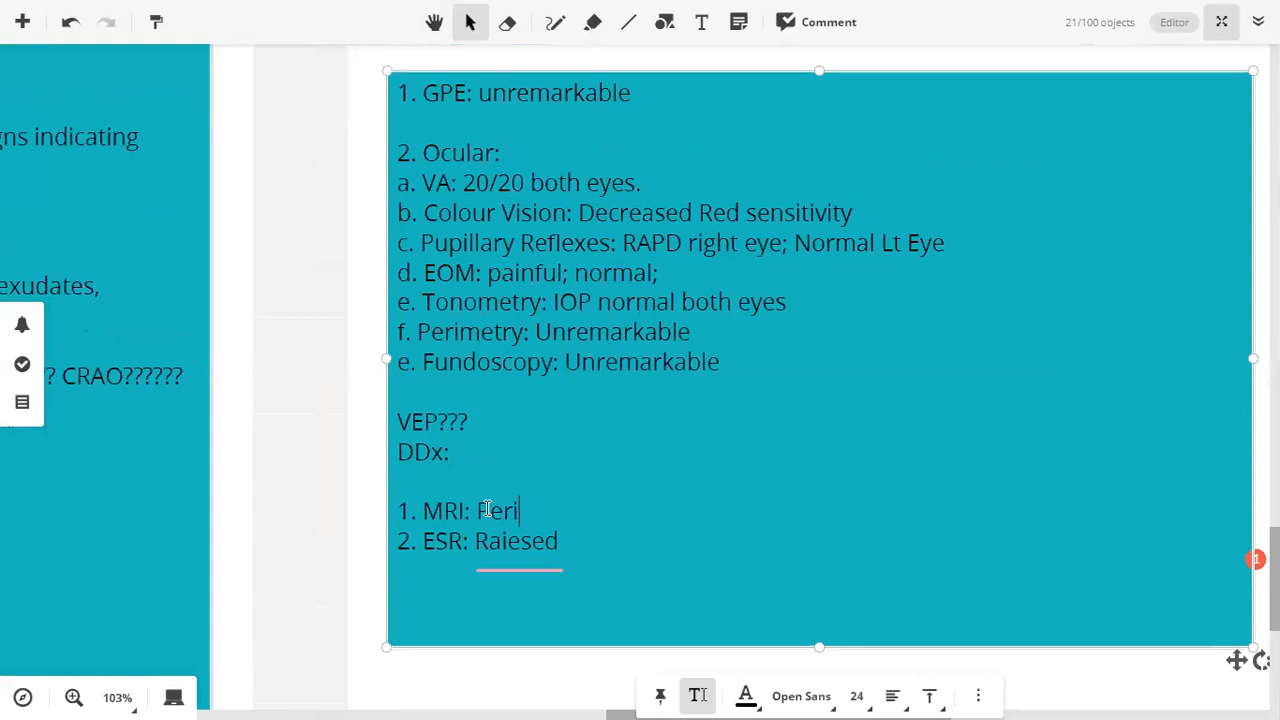 Comment
21/100 objects
Editor
gns indicating
exudates,
? CRAO??????
1. GPE: unremarkable
2. Ocular:
a. VA: 20/20 both eyes.
b. Colour Vision: Decreased Red sensitivity
c. Pupillary Reflexes: RAPD right eye; Normal Lt Eye
d. EOM: painful; normal;
e. Tonometry: IOP normal both eyes
f. Perimetry: Unremarkable
e. Fundoscopy: Unremarkable
VEP???
DDx:
1. MRI: Peri
2. ESR: Raiesed
1
103%
Open Sans
24